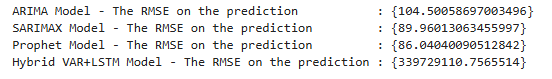 ARIMA Model - The RMSE on the prediction : {104.50058697003496}
SARIMAX Model - The RMSE on the prediction : {89.96013063455997}
Prophet Model - The RMSE on the prediction : {86.04040090512842}
Hybrid VAR+LSTM Model - The RMSE on the prediction : {339729110.7565514}